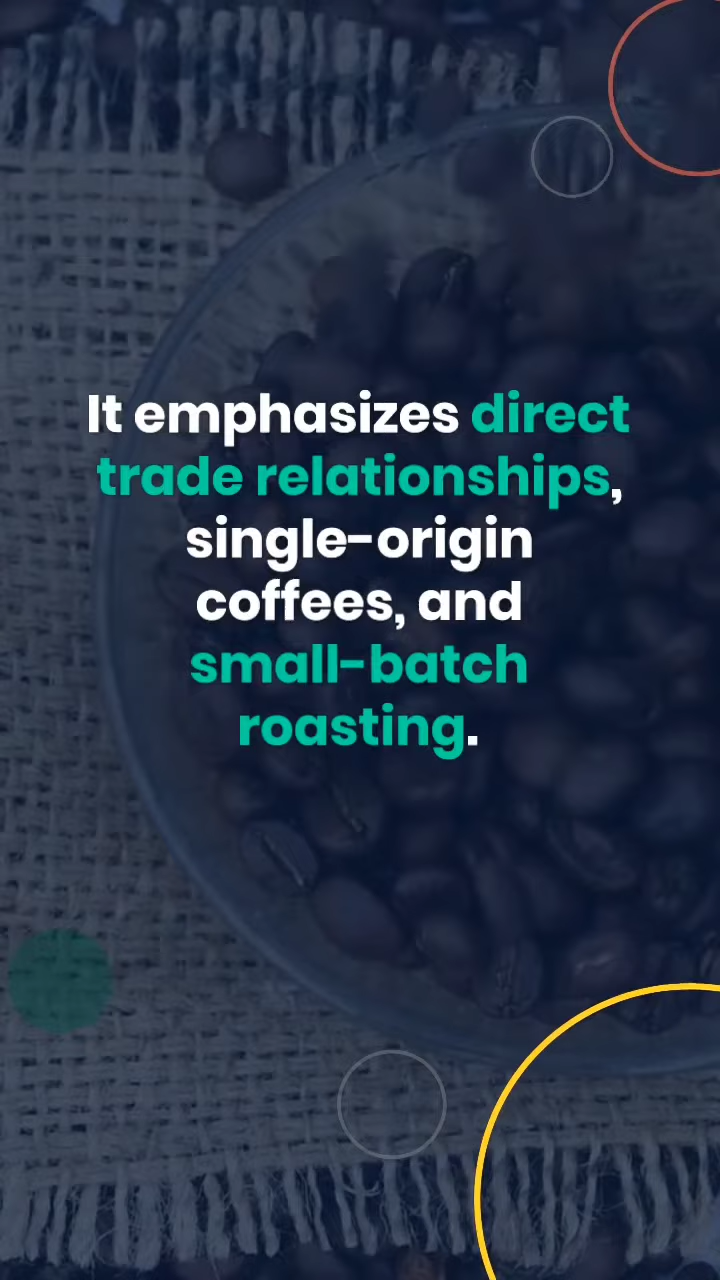 It emphasizes direct
trade relationships,
single-origin
coffees, and
small-batch
roasting.